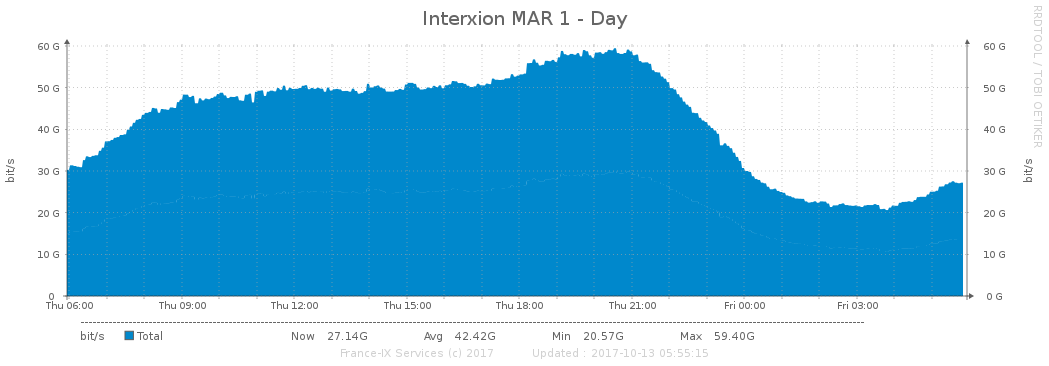 Interxion MAR 1 - Day
RRDTOOL / TOBI OETIKER
60 G 60 G
50 G 50 G
40 G 40 G
30 G 30 G
20 G 20 G
10 G 10 G
0 0 G
bit/s bit/s
Thu 06:00 Thu 09:00 Thu 12:00 Thu 15:00 Thu 18:00 Thu 21:00 Fri 00:00 Fri 03:00
bit/s Total Now 27.14G Avg 42.42G Min 20.57G Max 59.40G
France-IX Services (c) 2017 Updated : 2017-10-13 05:55:15